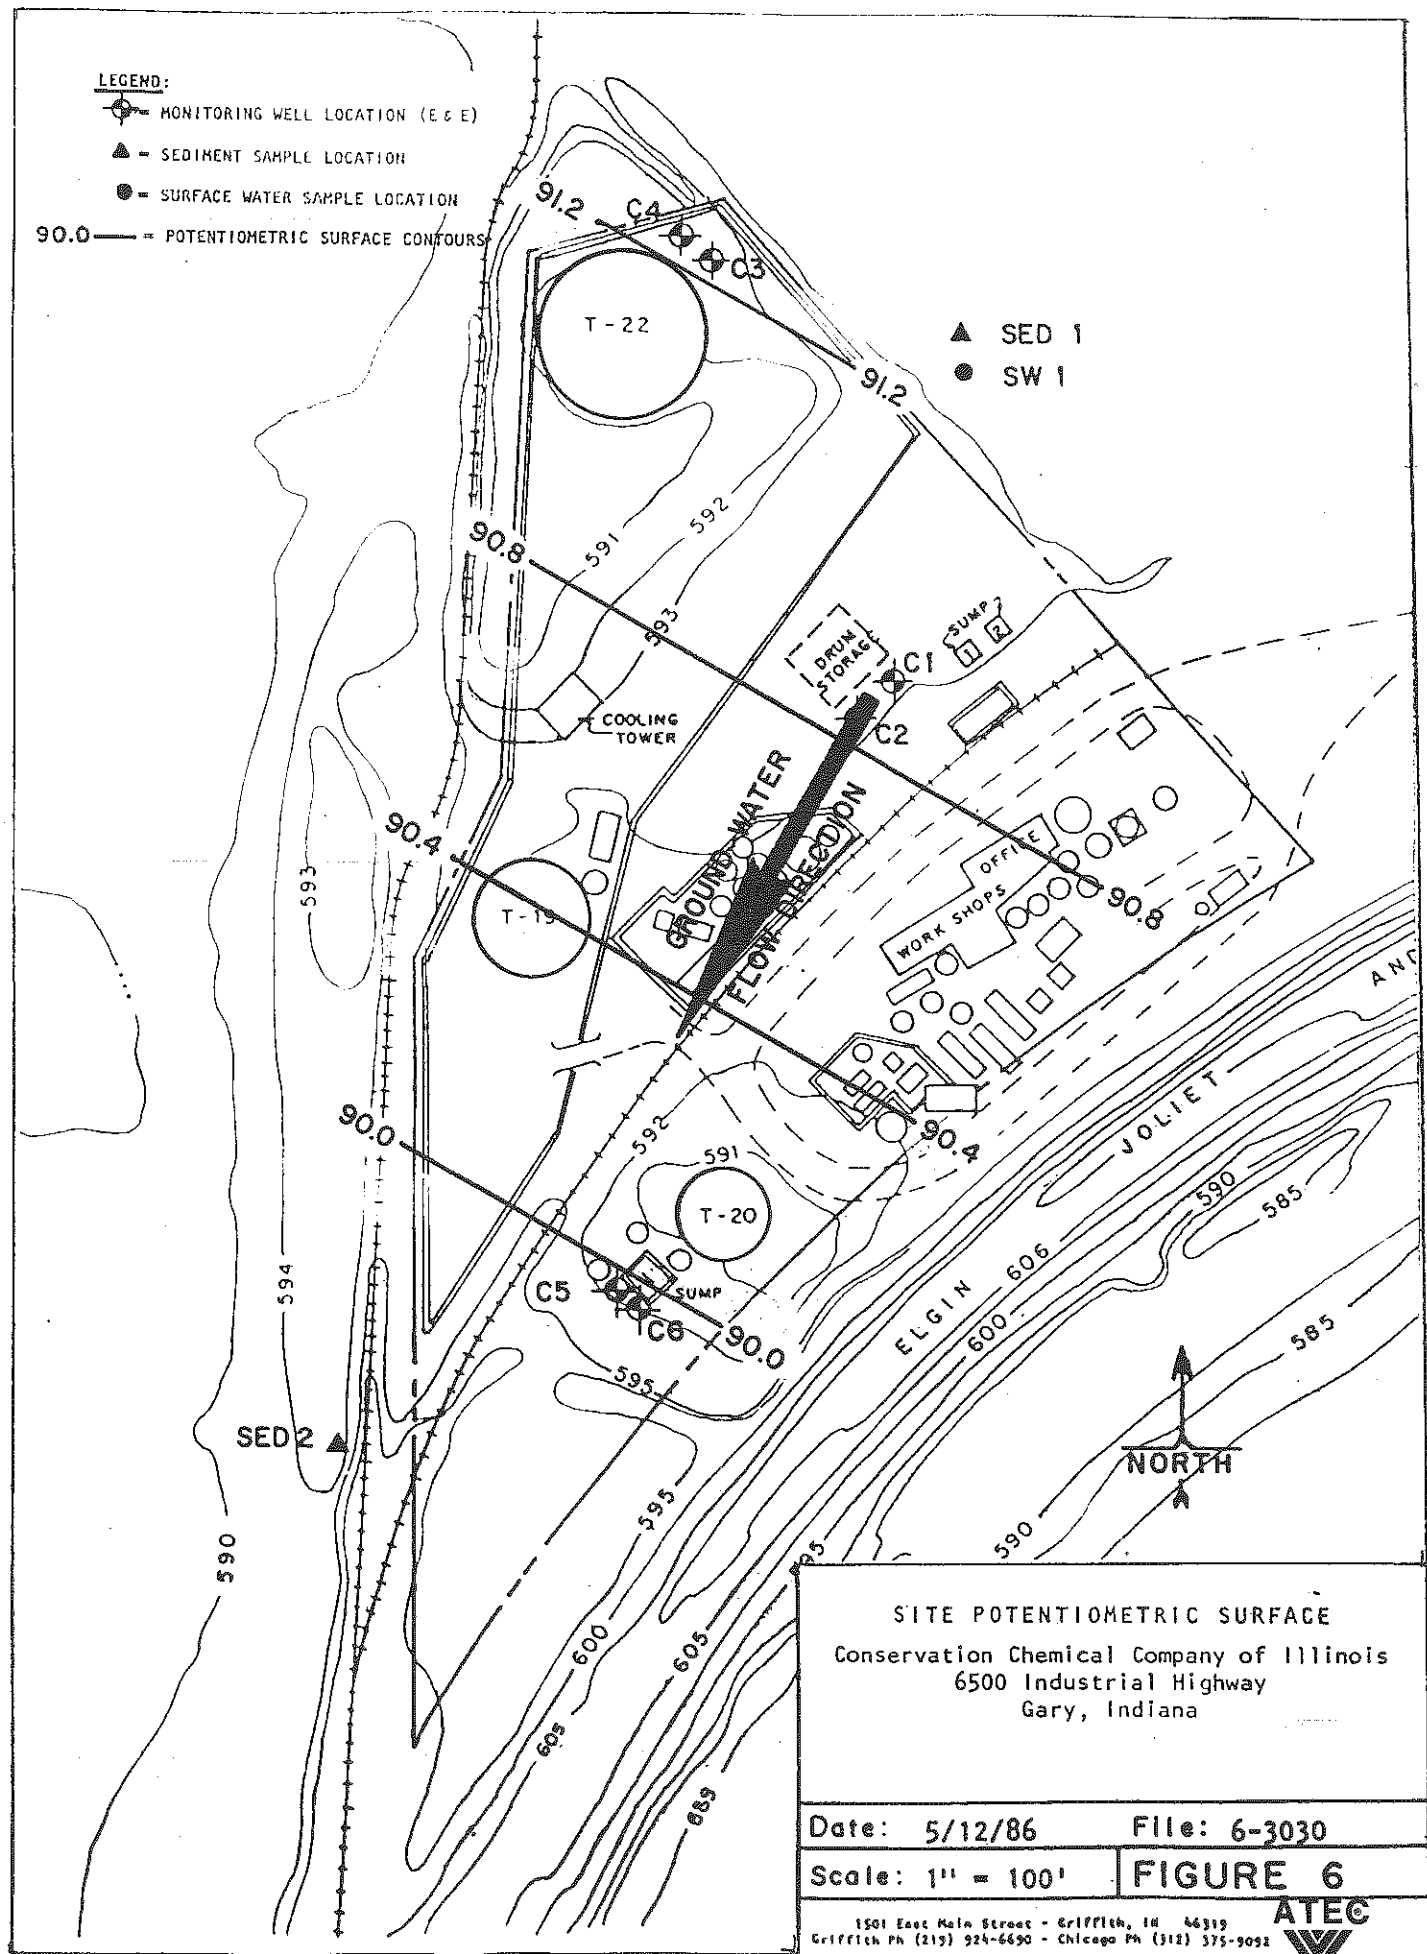 LEGEND:
- MONITORING WELL LOCATION (E & E)
- SEDIMENT SAMPLE LOCATION
- SURFACE WATER SAMPLE LOCATION
90.0 = POTENTIOMETRIC SURFACE CONTOURS
91.2
C4
C3
T-22
SED 1
SW 1
91.2
592
591
90.8
593
SUMP
1
2
DRUM
STORAGE
C1
C2
COOLING
TOWER
GROUND WATER
FLOW DIRECTION
90.4
593
T-19
OFFICE
WORK SHOPS
90.8
AND
JOLIET
ELGIN
90.0
592
591
90.4
T-20
590
585
606
600
594
C5
SUMP
C6
90.0
585
595
SED 2
NORTH
595
590
590
95
600
605
605
SITE POTENTIOMETRIC SURFACE
Conservation Chemical Company of Illinois
6500 Industrial Highway
Gary, Indiana
Date: 5/12/86 File: 6-3030
Scale: 1" = 100' FIGURE 6
1501 East Main Street - Griffith, IN 46319
Griffith Ph (219) 924-6690 - Chicago Ph (312) 375-9092
ATEC